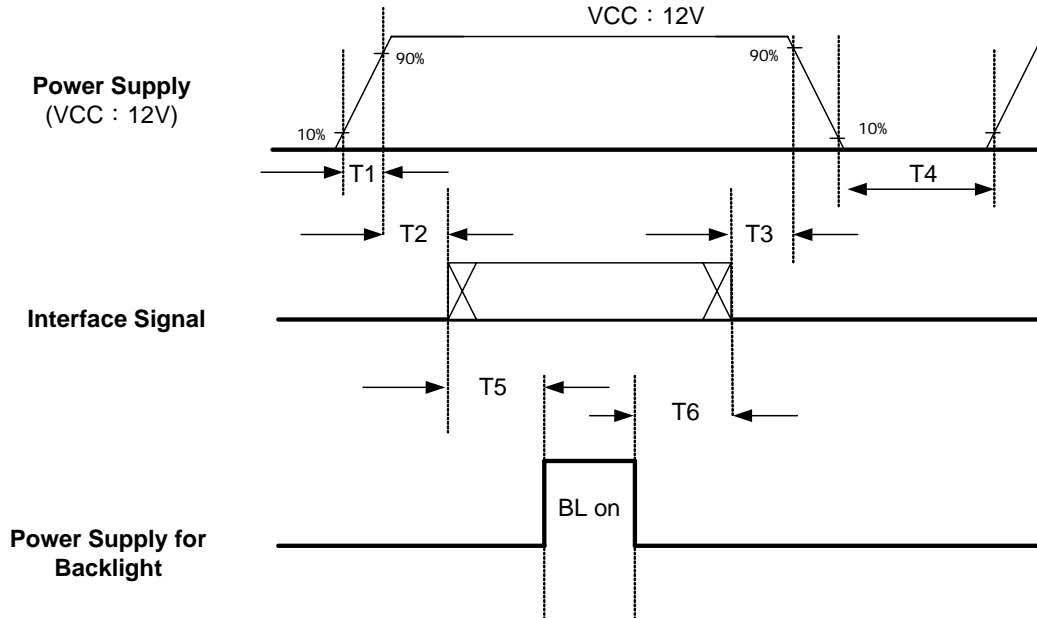 VCC：12V
90%
90%
Power Supply
(VCC：12V)
10%
10%
T1
T4
T2
T3
Interface Signal
T5
T6
BL on
Power Supply for
Backlight